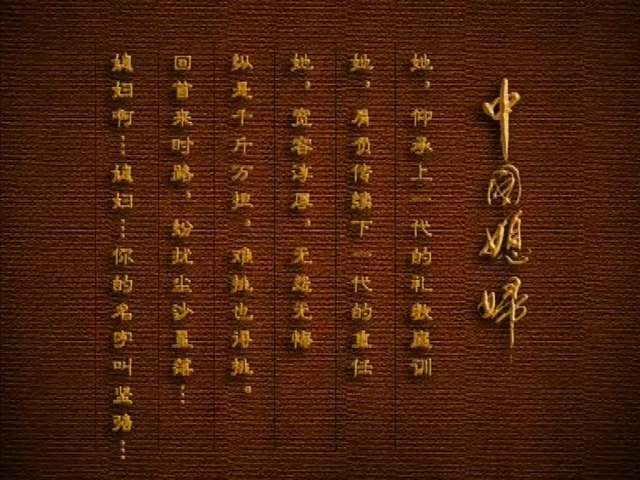 中国媳婦
她，仰承上一代的礼教庭训
她，肩负传续下一代的重任
她，宽容淳厚，无怨无悔
纵是千斤万担，难挑也得挑。
回首来时路，纷扰尘沙落…
媳妇啊…媳妇…你的名字叫坚强…